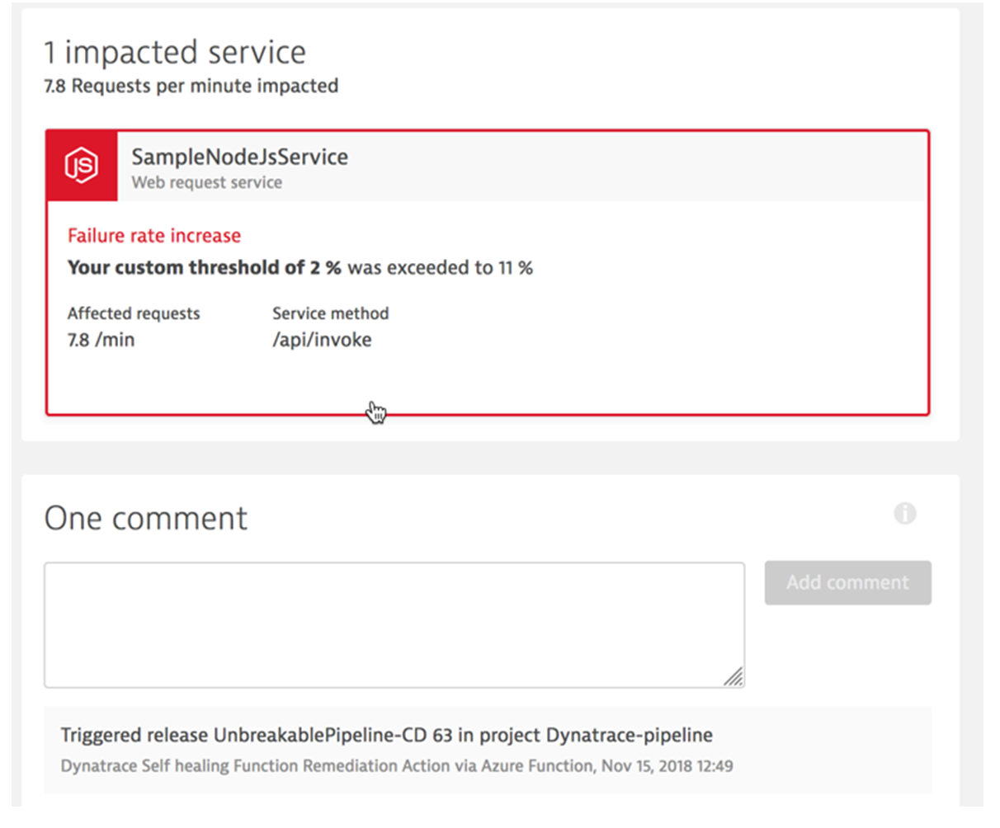 1 impacted service
7.8 Requests per minute impacted
JS
SampleNodeJsService
Web request service
Failure rate increase
Your custom threshold of 2 % was exceeded to 11 %
Affected requests Service method
7.8 /min /api/invoke
One comment
i
Add comment
Triggered release UnbreakablePipeline-CD 63 in project Dynatrace-pipeline
Dynatrace Self healing Function Remediation Action via Azure Function, Nov 15, 2018 12:49